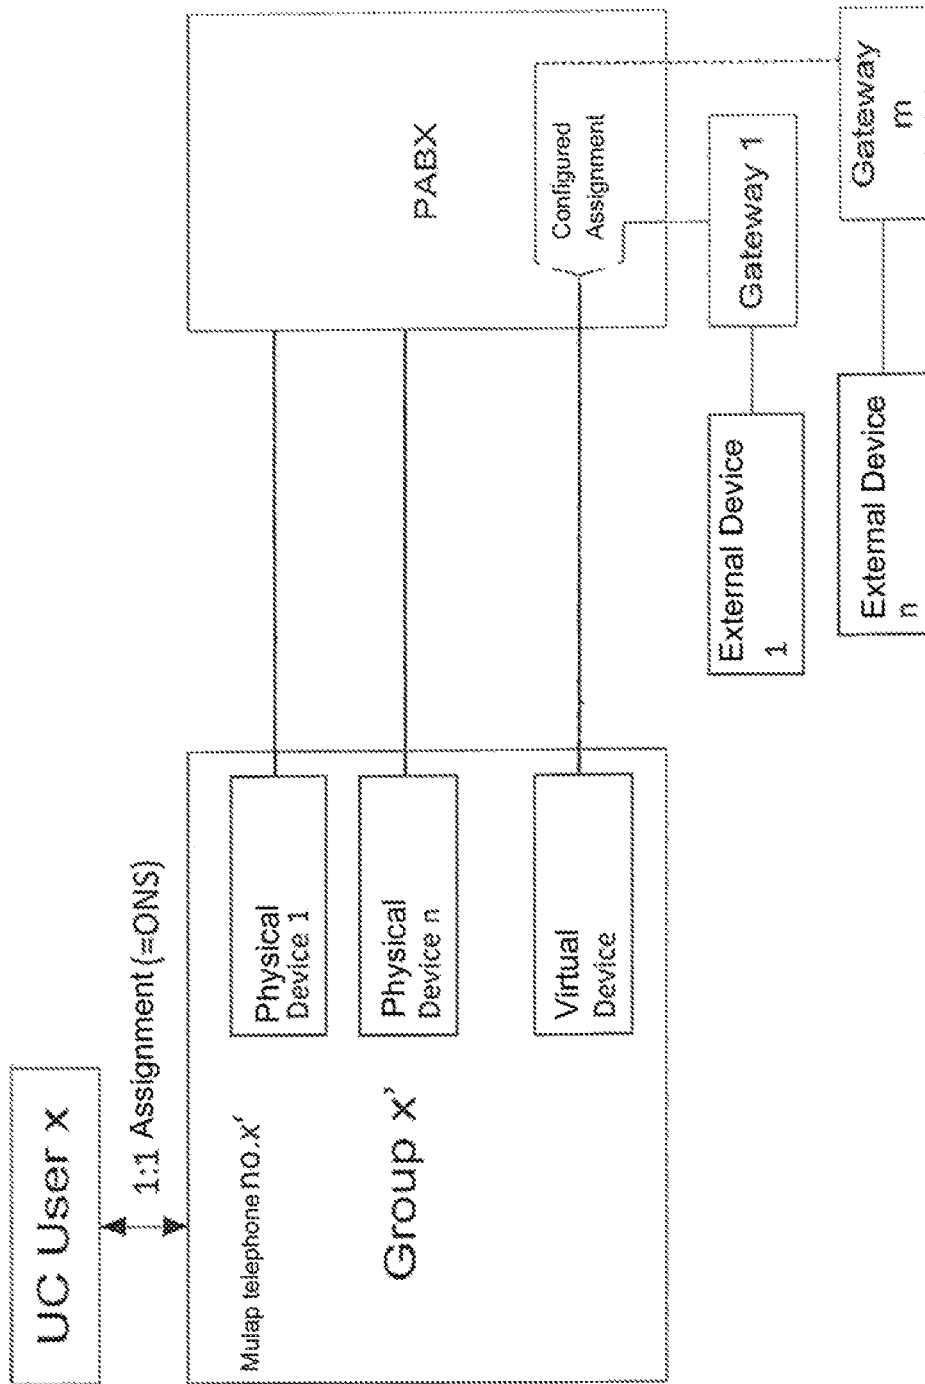 UC User x
1:1 Assignment (=ONS)
Mulap telephone no.x'
Group x'
Physical
Device 1
Physical
Device n
Virtual
Device
PABX
Configured
Assignment
Gateway 1
Gateway
m
External Device
1
External Device
n